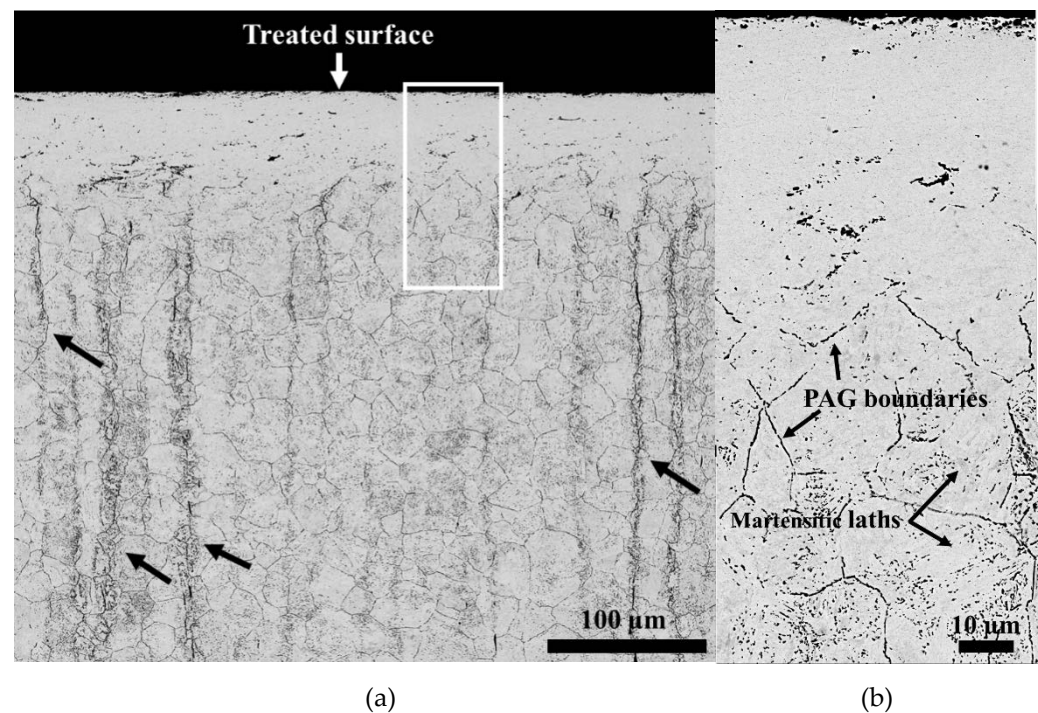 Treated surface
PAG boundaries
Martensitic laths
100 µm
10 µm
(a)
(b)